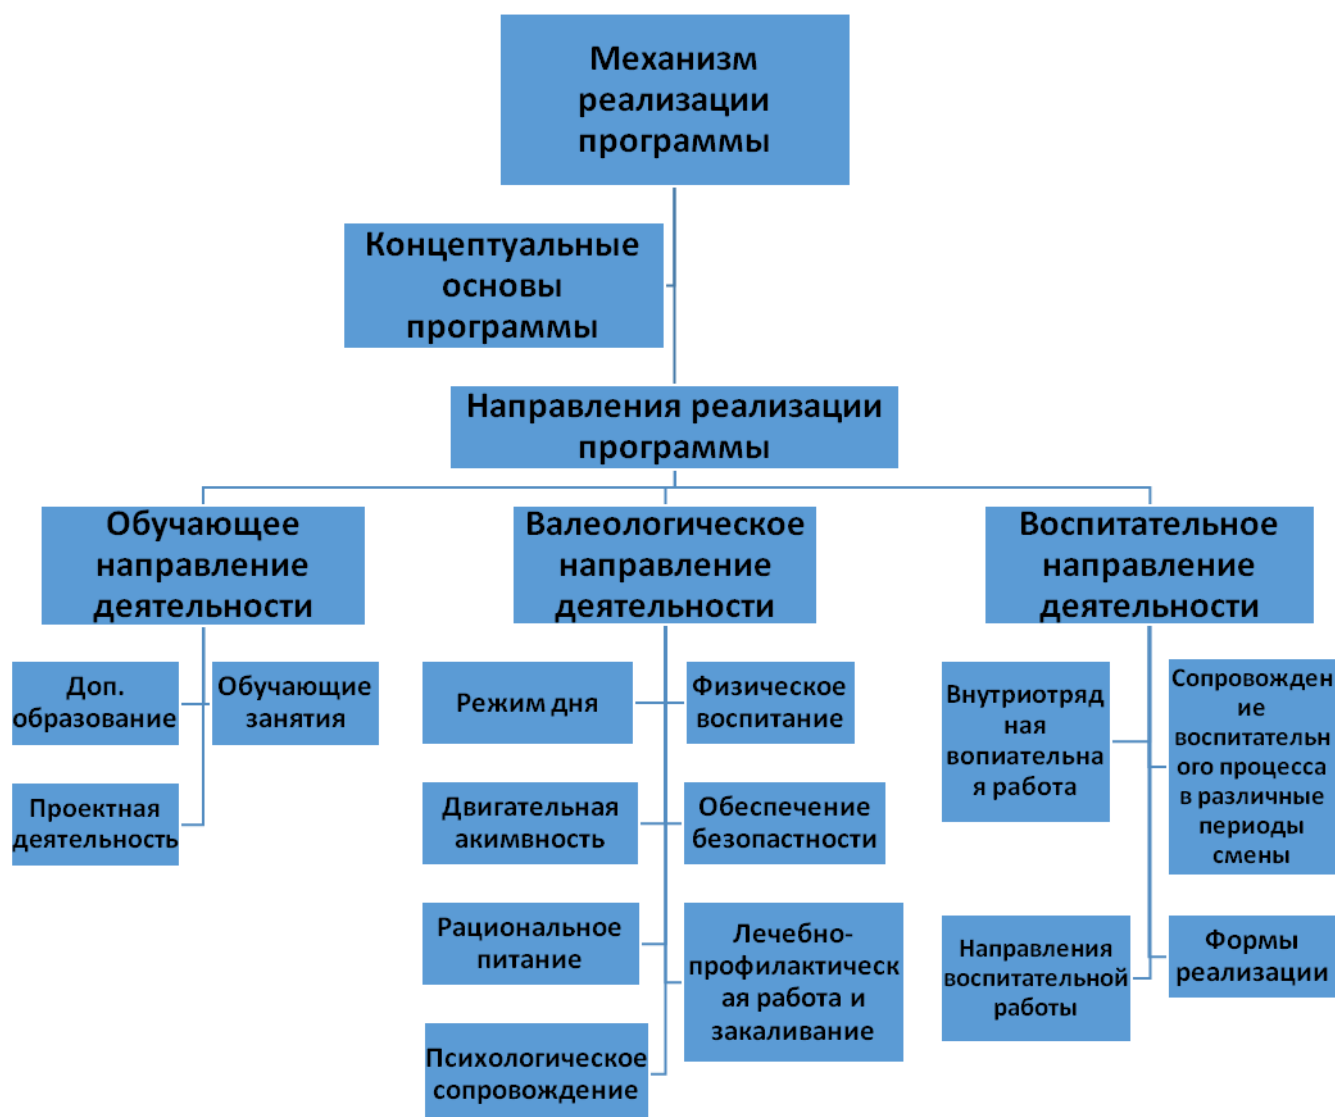 Механизм
реализации
программы
Концептуальные
основы
программы
Направления реализации
программы
Обучающее
направление
деятельности
Валеологическое
направление
деятельности
Воспитательное
направление
деятельности
Доп.
образование
Обучающие
занятия
Проектная
деятельность
Режим дня
Физическое
воспитание
Двигательная
акимвность
Обеспечение
безопастности
Рациональное
питание
Лечебно-
профилактическ
ая работа и
закаливание
Психологическое
сопровождение
Внутриотряд
ная
вопиательна
я работа
Сопровожден
ие
воспитательн
ого процесса
в различные
периоды
смены
Направления
воспитательной
работы
Формы
реализации